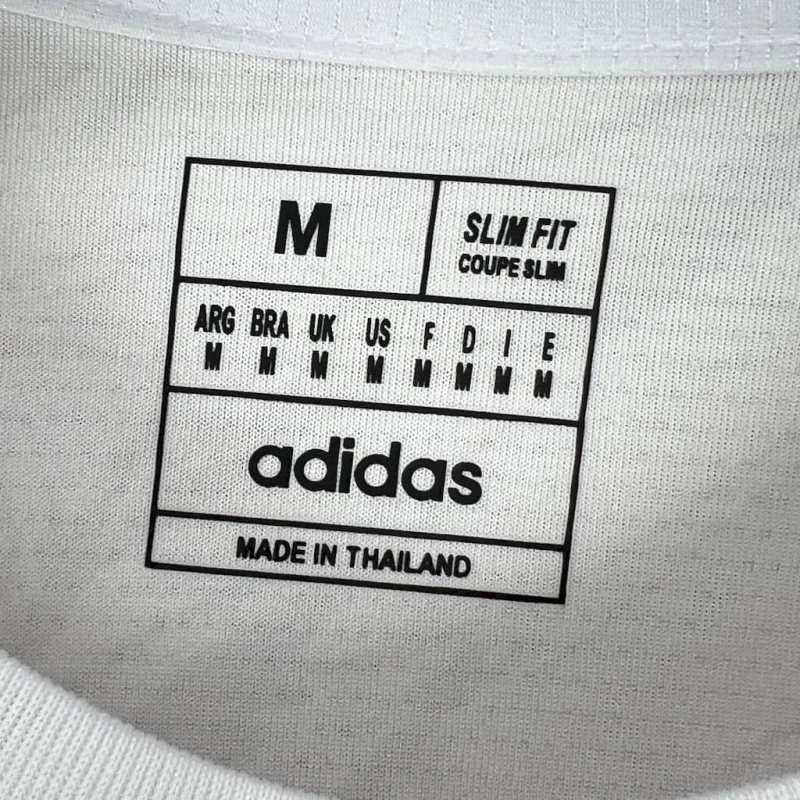 M
SLIM FIT
COUPE SLIM
ARG BRA UK US F D I E
M M M M M M M M
adidas
MADE IN THAILAND